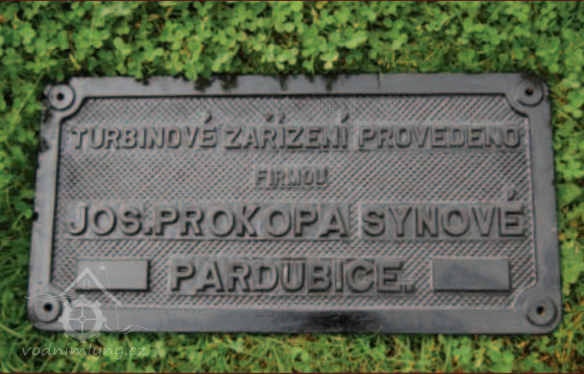 TURBINOVÉ ZAŘÍZENÍ PROVEDENO
FIRMOU
JOS.PROKOPA SYNOVÉ
PARDUBICE.
vodnimlyny.cz